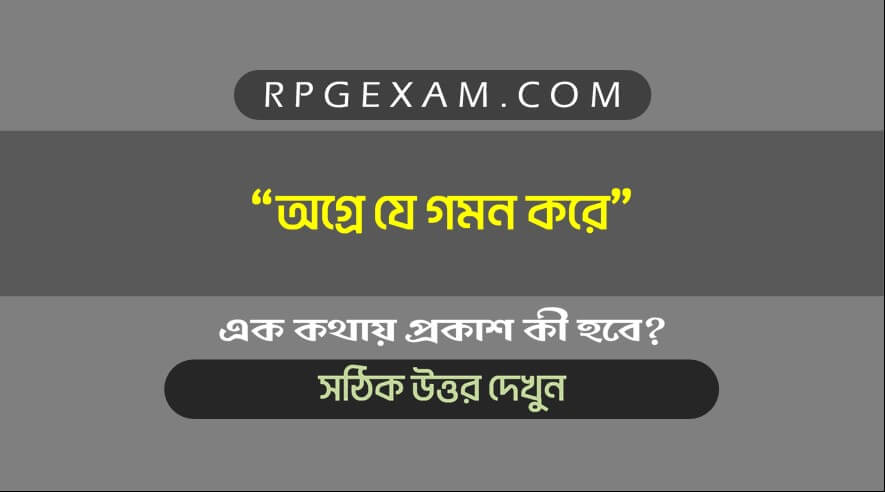 RPGEXAM.COM
“অগ্রে যে গমন করে”
এক কথায় প্রকাশ কী হবে?
সঠিক উত্তর দেখুন